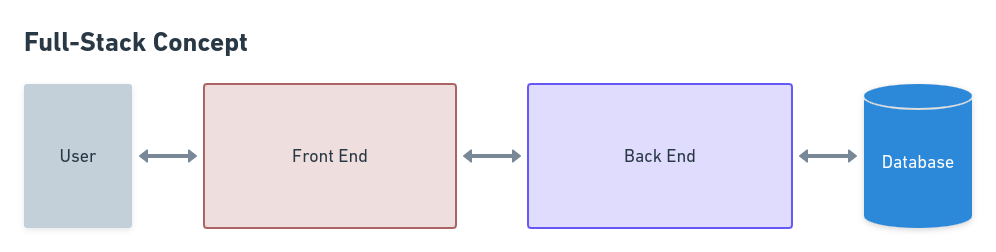 Full-Stack Concept
User
Front End
Back End
Database